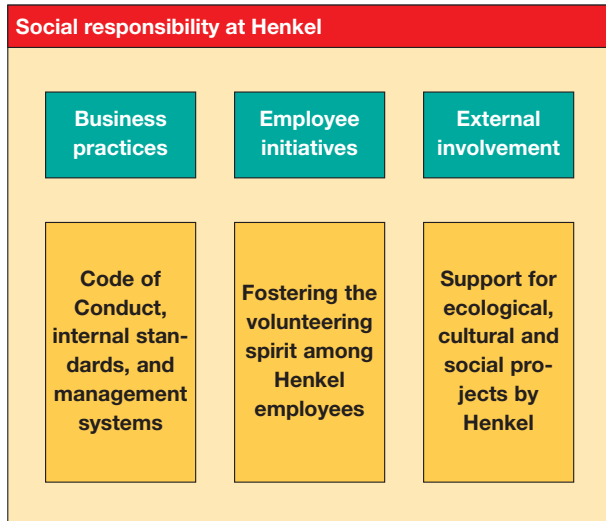 Social responsibility at Henkel
Business
practices
Employee
initiatives
External
involvement
Code of
Conduct,
internal stan-
dards, and
management
systems
Fostering the
volunteering
spirit among
Henkel
employees
Support for
ecological,
cultural and
social pro-
jects by
Henkel